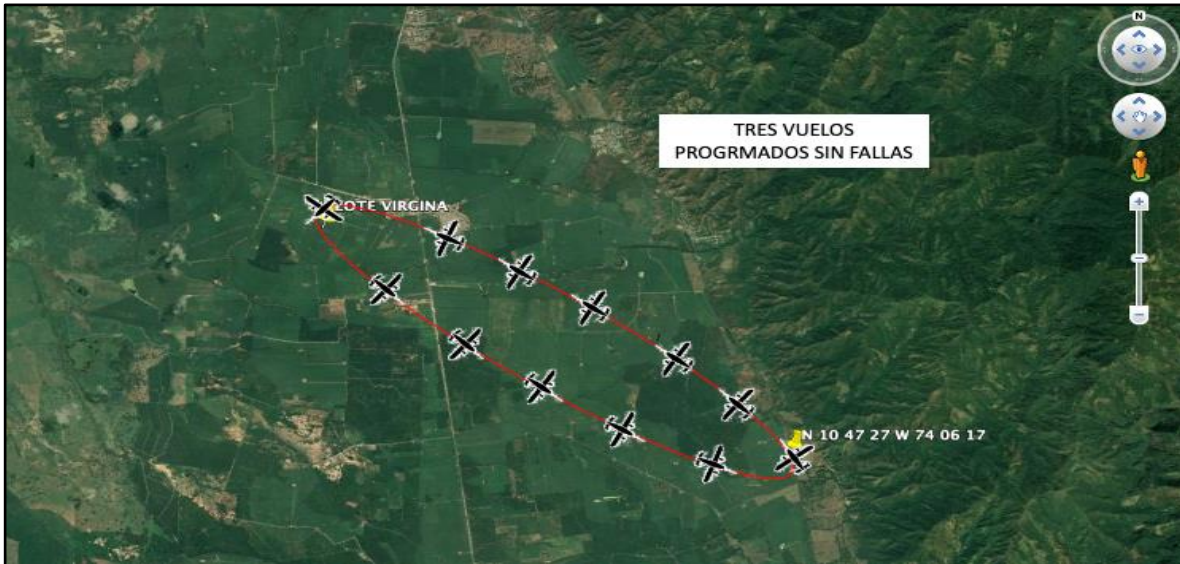 N
TRES VUELOS
PROGRMADOS SIN FALLAS
LOTE VIRGINA
N 10 47 27 W 74 06 17